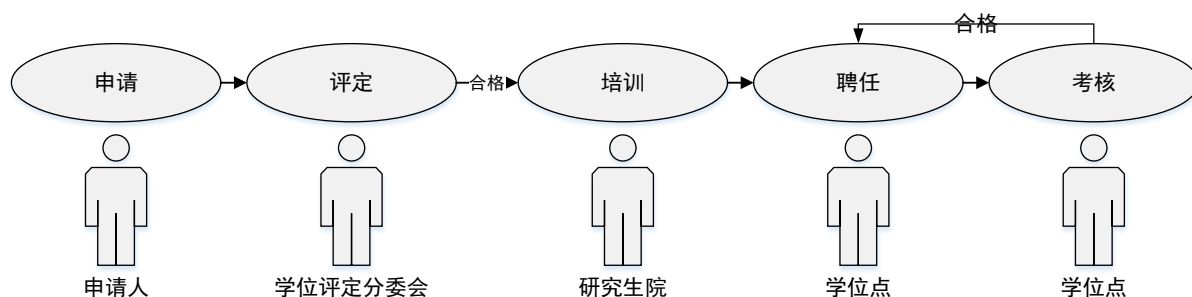 合格
申请
评定
合格
培训
聘任
考核
申请人
学位评定分委会
研究生院
学位点
学位点